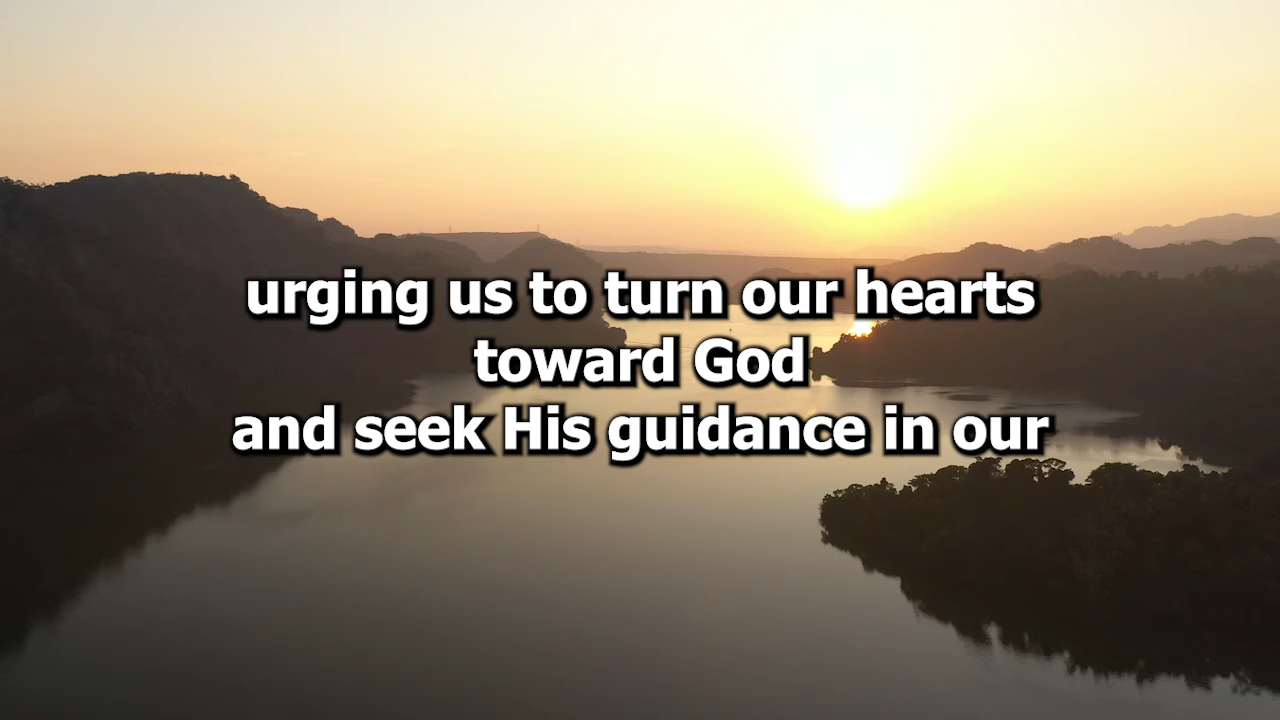 urging us to turn our hearts
toward God
and seek His guidance in our